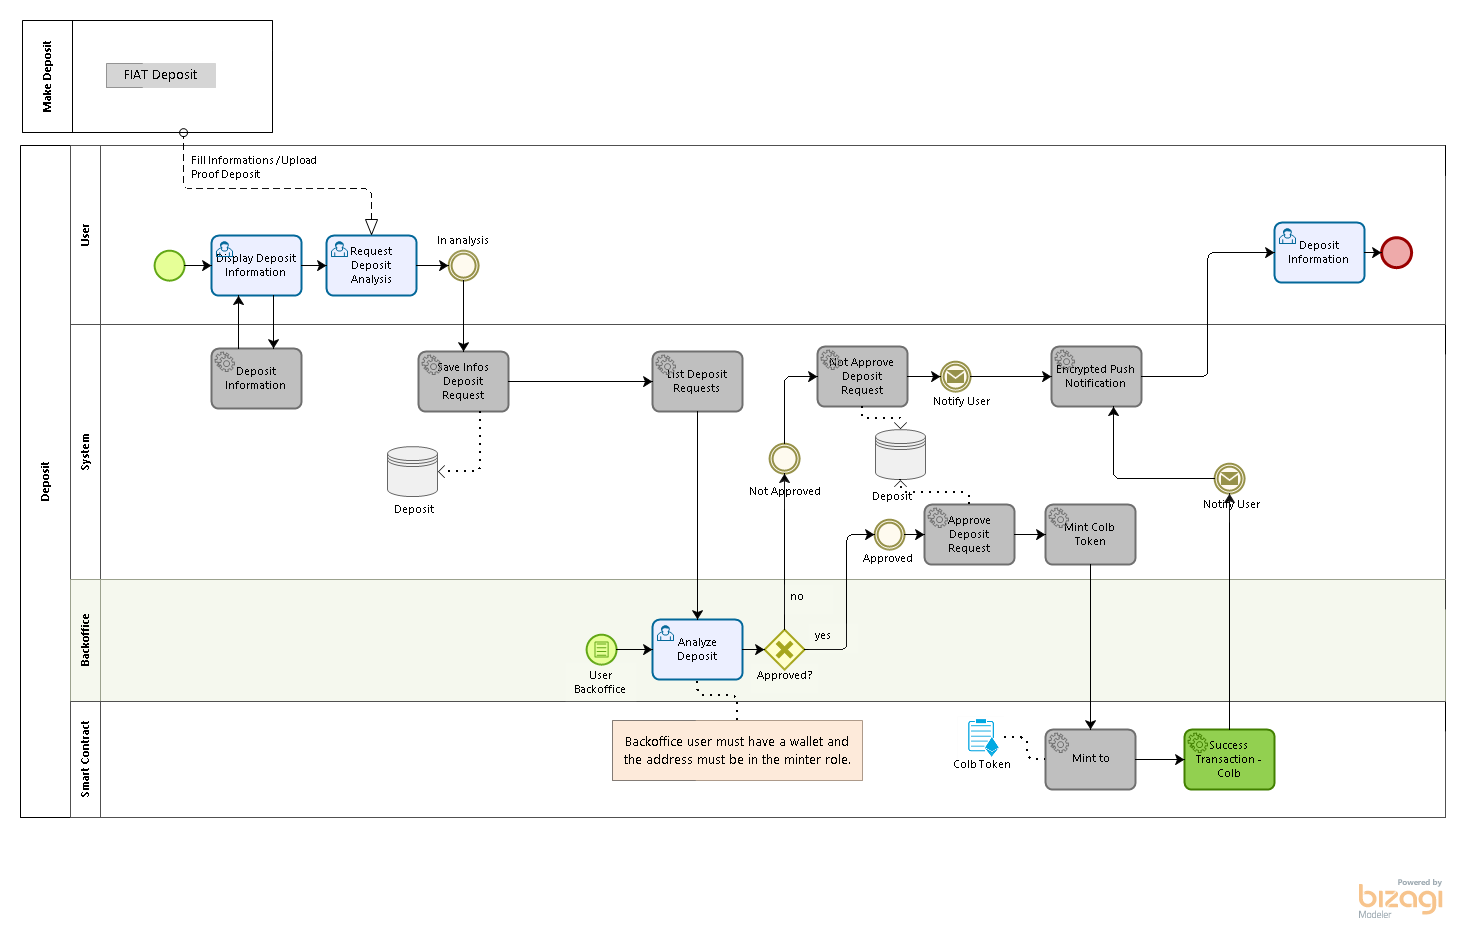 Make Deposit
FIAT Deposit
Fill Informations / Upload
Proof Deposit
Deposit
User
Display Deposit
Information
Request
Deposit
Analysis
In analysis
Deposit
Information
System
Deposit
Information
Save Infos
Deposit
Request
Deposit
List Deposit
Requests
Not Approve
Deposit
Request
Notify User
Encrypted Push
Notification
Not Approved
Deposit
Approved
Approve
Deposit
Request
Mint Colb
Token
Notify User
Backoffice
User
Backoffice
Analyze
Deposit
Approved?
no
yes
Smart Contract
Backoffice user must have a wallet and
the address must be in the minter role.
Colb Token
Mint to
Success
Transaction -
Colb
Powered by
bizagi
Modeler